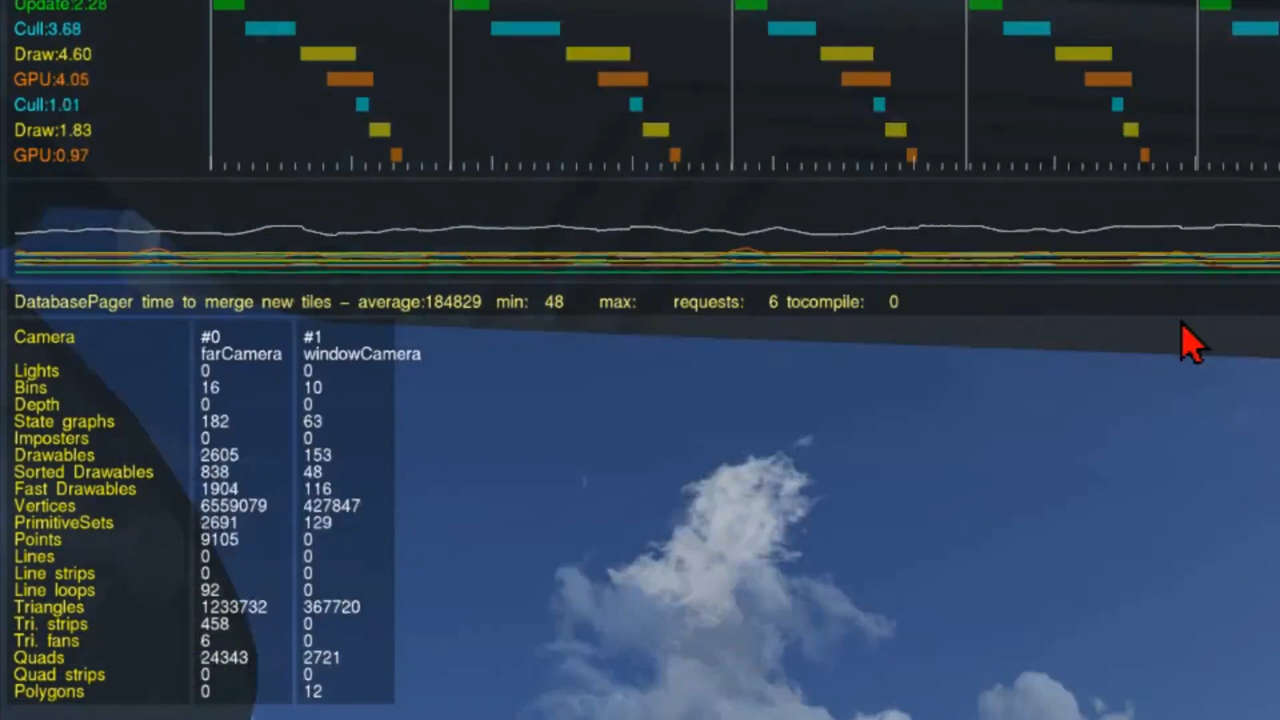 Update:2.28
Cull:3.68
Draw:4.60
GPU:4.05
Cull:1.01
Draw:1.83
GPU:0.97
DatabasePager time to merge new tiles - average:184829 min: 48 max: requests: 6 tocompile: 0
Camera #0 #1
farCamera windowCamera
Lights 0 0
Bins 16 10
Depth 0 0
State graphs 182 63
Imposters 0 0
Drawables 2605 153
Sorted Drawables 838 48
Fast Drawables 1904 116
Vertices 6559079 427847
PrimitiveSets 2691 129
Points 9105 0
Lines 0 0
Line strips 0 0
Line loops 92 0
Triangles 1233732 367720
Tri. strips 458 0
Tri. fans 6 0
Quads 24343 2721
Quad strips 0 0
Polygons 0 12